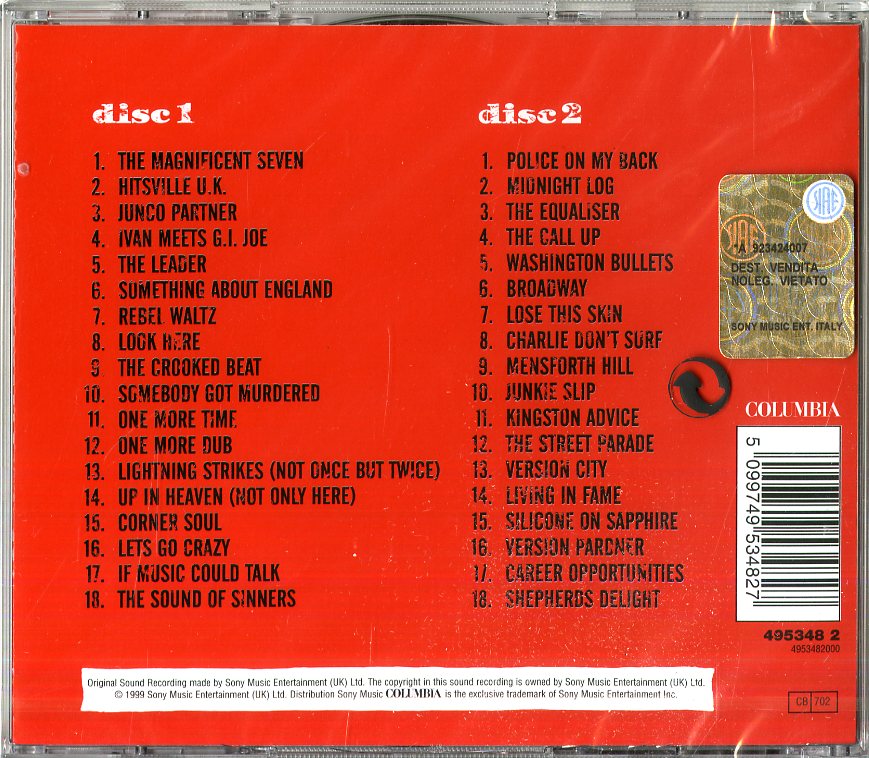 disc 1
1. THE MAGNIFICENT SEVEN
2. HITSVILLE U.K.
3. JUNCO PARTNER
4. IVAN MEETS G.I. JOE
5. THE LEADER
6. SOMETHING ABOUT ENGLAND
7. REBEL WALTZ
8. LOOK HERE
9. THE CROOKED BEAT
10. SOMEBODY GOT MURDERED
11. ONE MORE TIME
12. ONE MORE DUB
13. LIGHTNING STRIKES (NOT ONCE BUT TWICE)
14. UP IN HEAVEN (NOT ONLY HERE)
15. CORNER SOUL
16. LETS GO CRAZY
17. IF MUSIC COULD TALK
18. THE SOUND OF SINNERS
disc 2
1. POLICE ON MY BACK
2. MIDNIGHT LOG
3. THE EQUALISER
4. THE CALL UP
5. WASHINGTON BULLETS
6. BROADWAY
7. LOSE THIS SKIN
8. CHARLIE DON'T SURF
9. MENSFORTH HILL
10. JUNKIE SLIP
11. KINGSTON ADVICE
12. THE STREET PARADE
13. VERSION CITY
14. LIVING IN FAME
15. SILICONE ON SAPPHIRE
16. VERSION PARDNER
17. CAREER OPPORTUNITIES
18. SHEPHERDS DELIGHT
SIAE
923424007
DEST. VENDITA
NOLEG. VIETATO
SONY MUSIC ENT. ITALY
COLUMBIA
5 099749 534827
495348 2
4953482000
Original Sound Recording made by Sony Music Entertainment (UK) Ltd. The copyright in this sound recording is owned by Sony Music Entertainment (UK) Ltd.
© 1999 Sony Music Entertainment (UK) Ltd. Distribution Sony Music COLUMBIA is the exclusive trademark of Sony Music Entertainment Inc.
CB 702